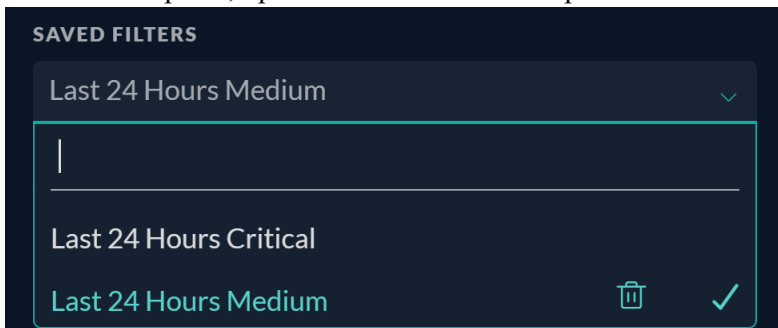 SAVED FILTERS
Last 24 Hours Medium
Last 24 Hours Critical
Last 24 Hours Medium